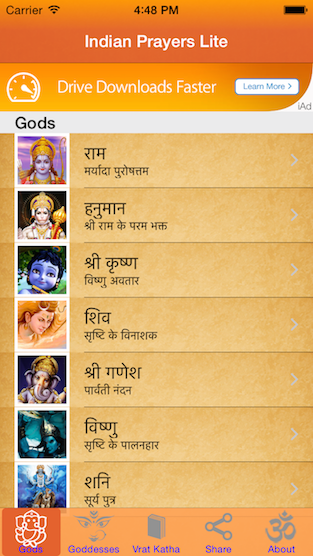 Carrier 4:48 PM
Indian Prayers Lite
Drive Downloads Faster Learn More >
iAd
Gods
राम
मर्यादा पुरोषत्तम
हनुमान
श्री राम के परम भक्त
श्री कृष्ण
विष्णु अवतार
शिव
सृष्टि के विनाशक
श्री गणेश
पार्वती नंदन
विष्णु
सृष्टि के पालनहार
शनि
सूर्य पुत्र
Gods Goddesses Vrat Katha Share About